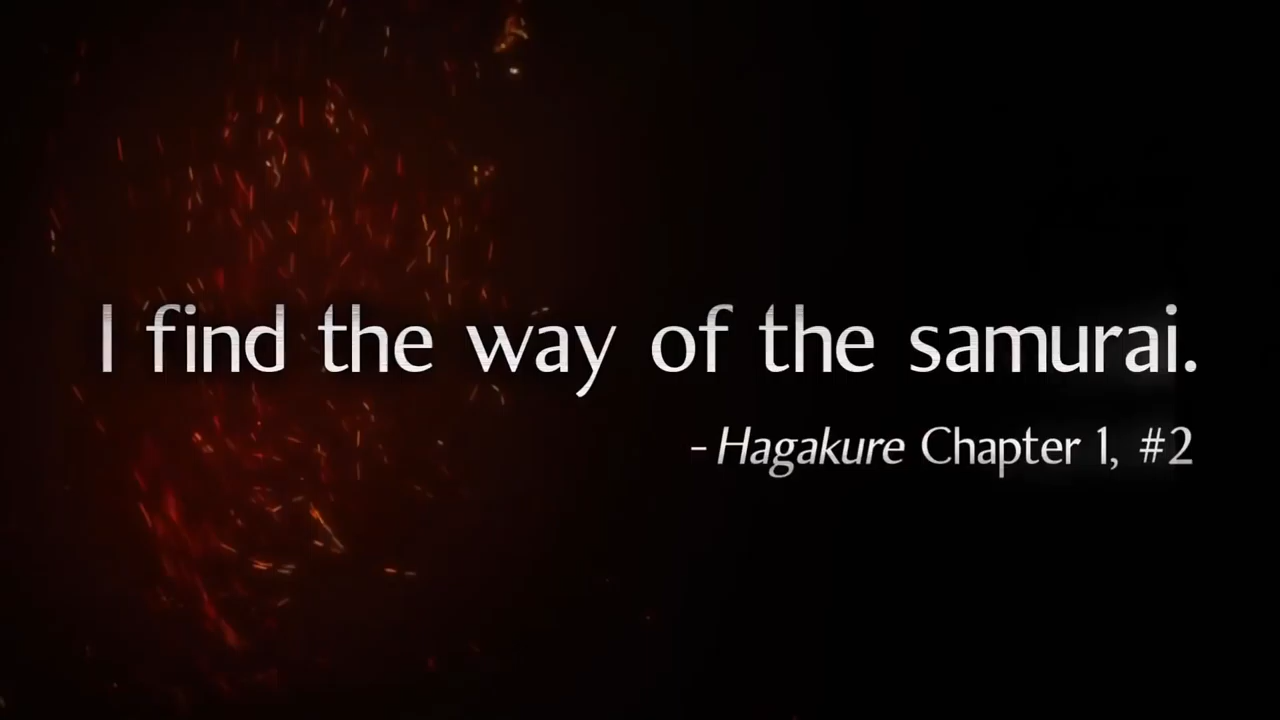 I find the way of the samurai.
- Hagakure Chapter 1, #2